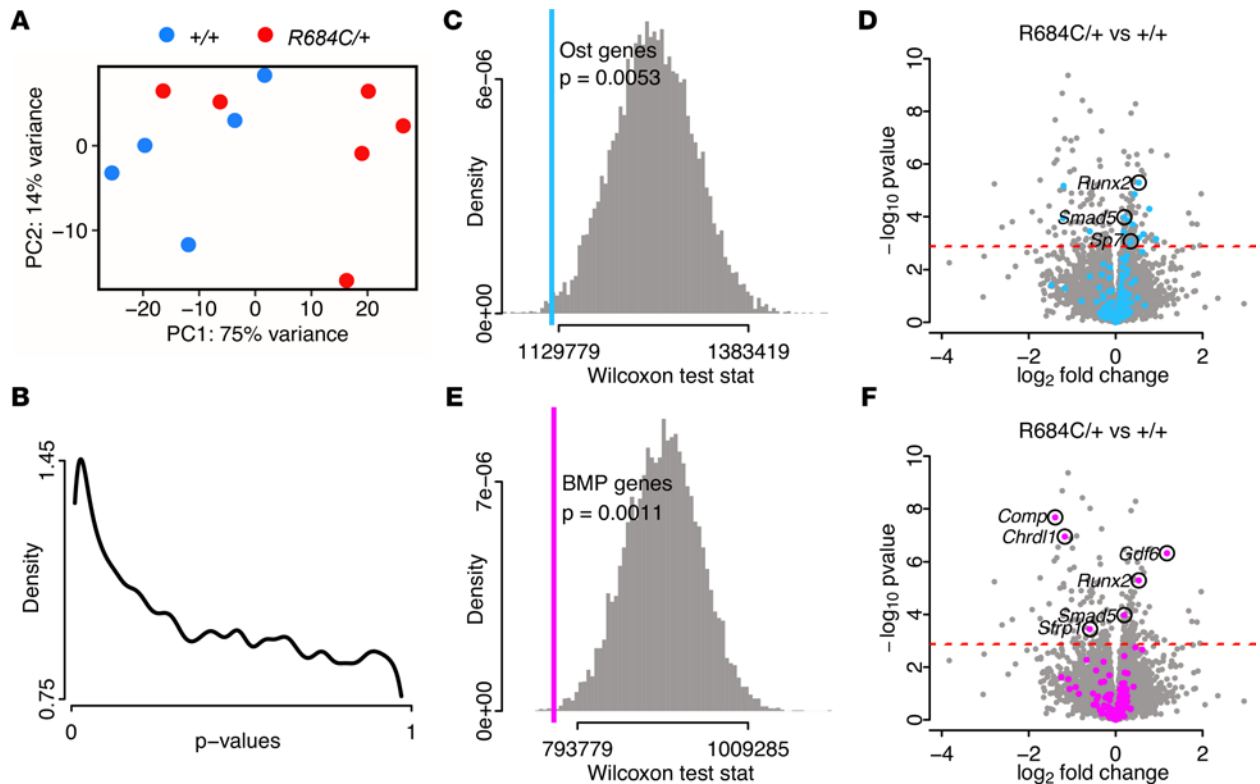 A
+/+ R684C/+
PC2: 14% variance
0
−10
−20 −10 0 10 20
PC1: 75% variance
B
Density
1.45
0.75
0 1
p-values
C
Ost genes
p = 0.0053
Density
6e−06
0e+00
1129779 1383419
Wilcoxon test stat
D
R684C/+ vs +/+
−log10 pvalue
10
8
6
4
2
0
Runx2
Smad5
Sp7
−4 −2 0 2
log2 fold change
E
BMP genes
p = 0.0011
Density
7e−06
0e+00
793779 1009285
Wilcoxon test stat
F
R684C/+ vs +/+
−log10 pvalue
10
8
6
4
2
0
Comp
Chrdl1
Gdf6
Runx2
Smad5
Sfrp1
−4 −2 0 2
log2 fold change